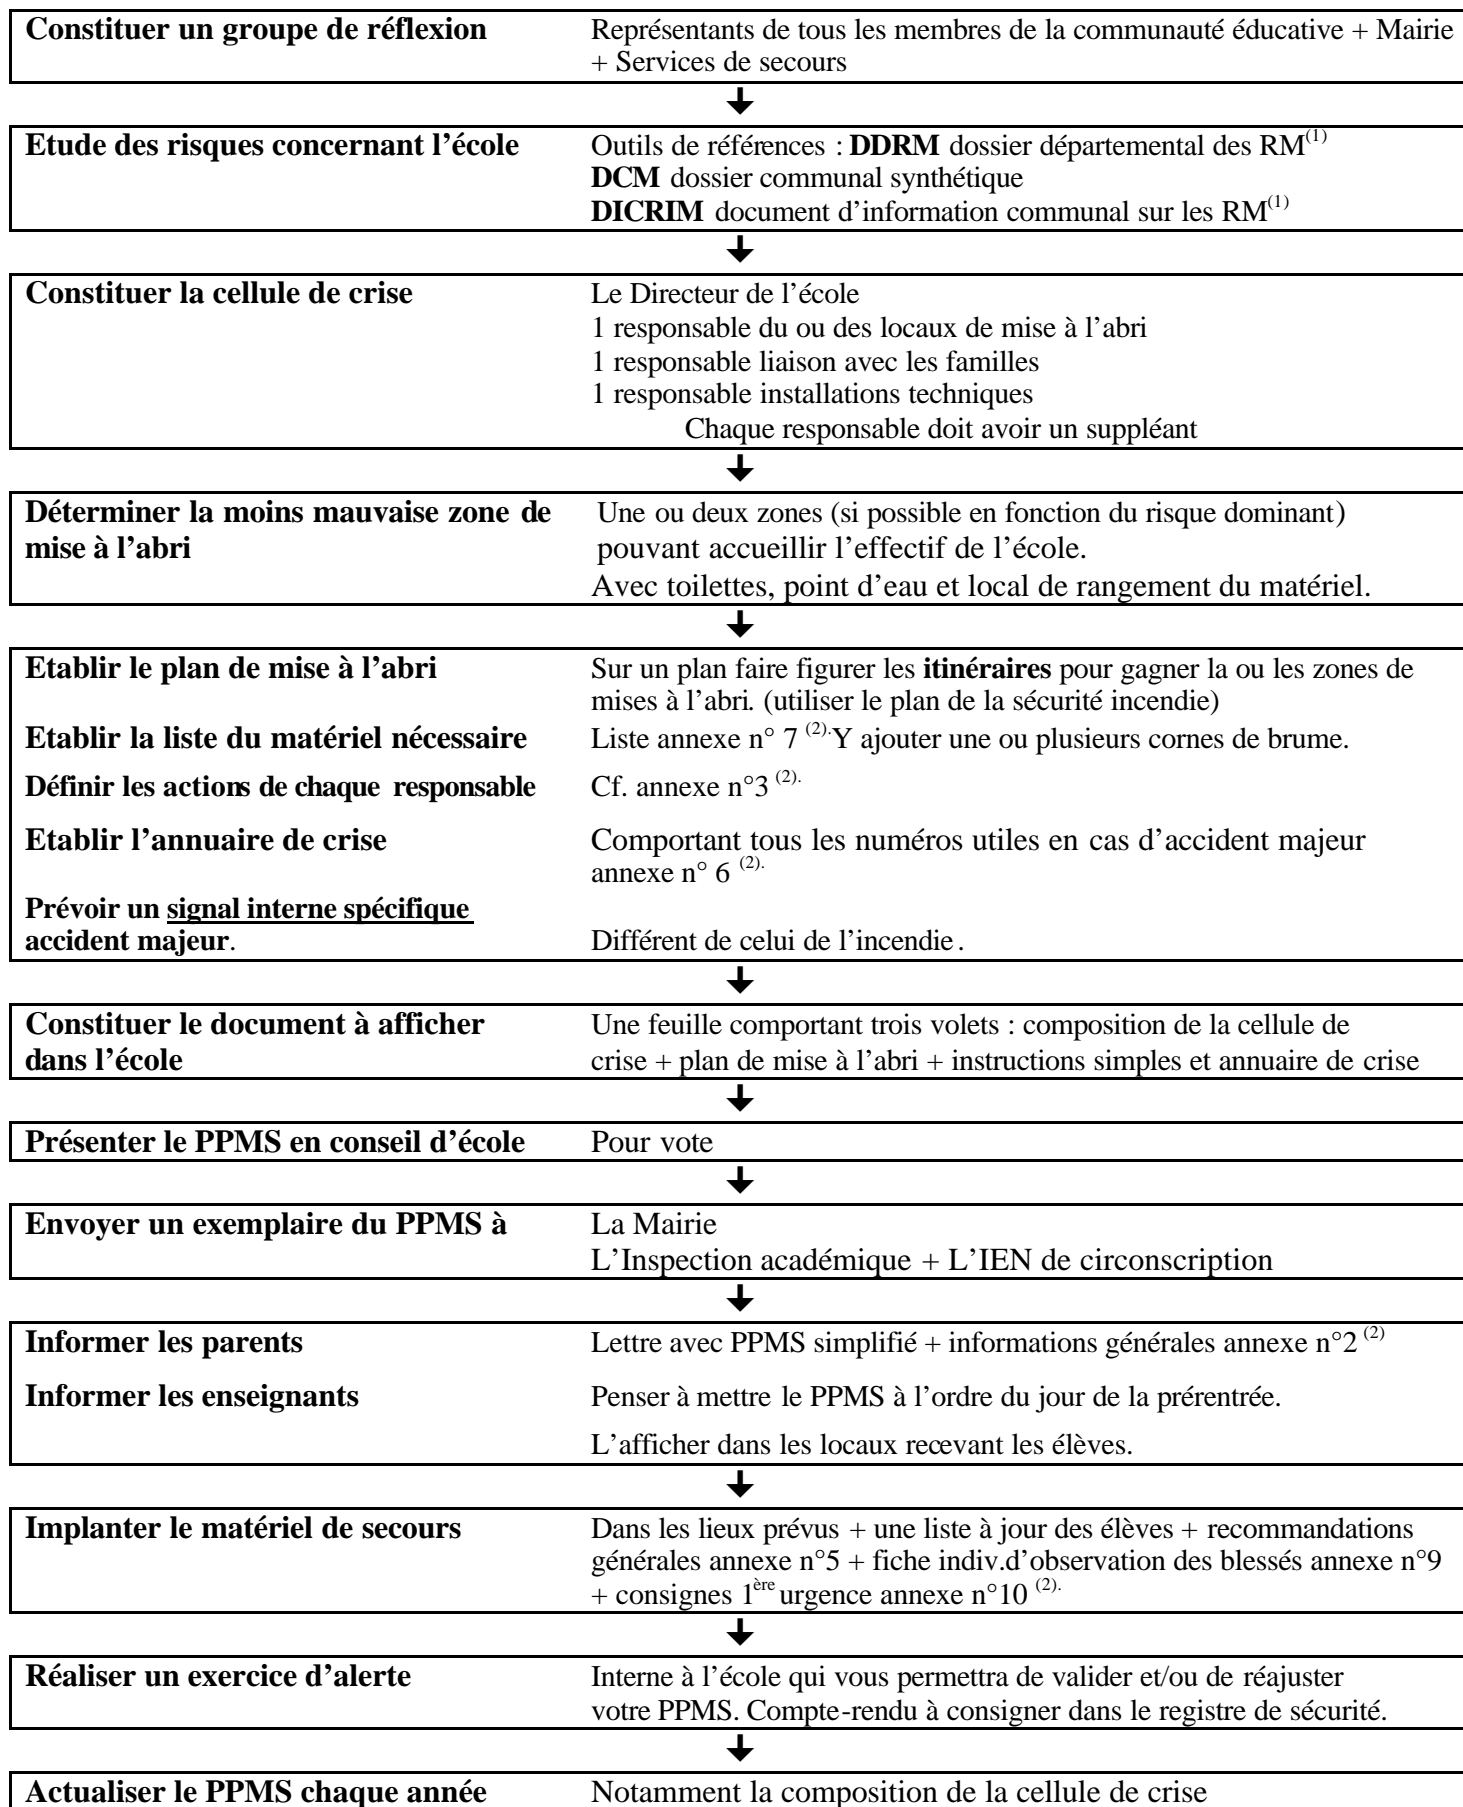 Constituer un groupe de réflexion Représentants de tous les membres de la communauté éducative + Mairie
+ Services de secours
Etude des risques concernant l’école Outils de références : DDRM dossier départemental des RM(1)
DCM dossier communal synthétique
DICRIM document d’information communal sur les RM(1)
Constituer la cellule de crise Le Directeur de l’école
1 responsable du ou des locaux de mise à l’abri
1 responsable liaison avec les familles
1 responsable installations techniques
Chaque responsable doit avoir un suppléant
Déterminer la moins mauvaise zone de Une ou deux zones (si possible en fonction du risque dominant)
mise à l’abri pouvant accueillir l’effectif de l’école.
Avec toilettes, point d’eau et local de rangement du matériel.
Etablir le plan de mise à l’abri Sur un plan faire figurer les itinéraires pour gagner la ou les zones de
mises à l’abri. (utiliser le plan de la sécurité incendie)
Etablir la liste du matériel nécessaire Liste annexe n° 7 (2).Y ajouter une ou plusieurs cornes de brume.
Définir les actions de chaque responsable Cf. annexe n°3 (2).
Etablir l’annuaire de crise Comportant tous les numéros utiles en cas d’accident majeur
annexe n° 6 (2).
Prévoir un signal interne spécifique
accident majeur. Différent de celui de l’incendie.
Constituer le document à afficher Une feuille comportant trois volets : composition de la cellule de
dans l’école crise + plan de mise à l’abri + instructions simples et annuaire de crise
Présenter le PPMS en conseil d’école Pour vote
Envoyer un exemplaire du PPMS à La Mairie
L’Inspection académique + L’IEN de circonscription
Informer les parents Lettre avec PPMS simplifié + informations générales annexe n°2 (2)
Informer les enseignants Penser à mettre le PPMS à l’ordre du jour de la prérentrée.
L’afficher dans les locaux recevant les élèves.
Implanter le matériel de secours Dans les lieux prévus + une liste à jour des élèves + recommandations
générales annexe n°5 + fiche indiv.d’observation des blessés annexe n°9
+ consignes 1ère urgence annexe n°10 (2).
Réaliser un exercice d’alerte Interne à l’école qui vous permettra de valider et/ou de réajuster
votre PPMS. Compte-rendu à consigner dans le registre de sécurité.
Actualiser le PPMS chaque année Notamment la composition de la cellule de crise